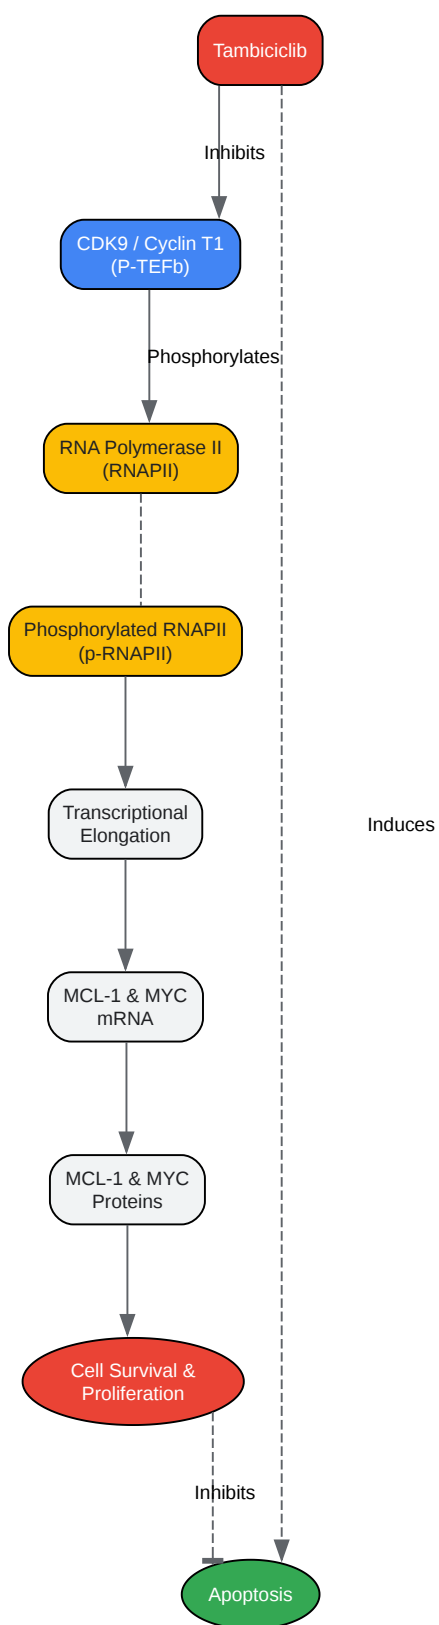 Tambiciclib
Inhibits
CDK9 / Cyclin T1
(P-TEFb)
Phosphorylates
RNA Polymerase II
(RNAPII)
Phosphorylated RNAPII
(p-RNAPII)
Transcriptional
Elongation
Induces
MCL-1 & MYC
mRNA
MCL-1 & MYC
Proteins
Cell Survival &
Proliferation
Inhibits
Apoptosis